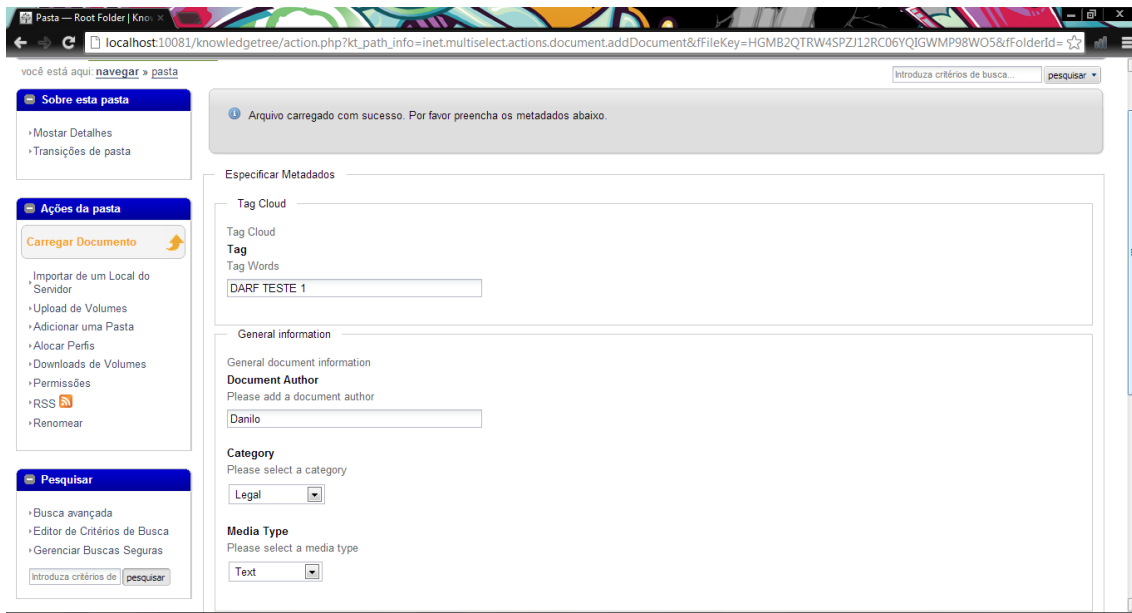 Pasta — Root Folder | Know
localhost:10081/knowledgetree/action.php?kt_path_info=inet.multiselect.actions.document.addDocument&fFileKey=HGMB2QTRW4SPZJ12RC06YQIGWMP98WO5&fFolderId=
você está aqui: navegar » pasta
Introduza critérios de busca...
pesquisar
Sobre esta pasta
Mostar Detalhes
Transições de pasta
Ações da pasta
Carregar Documento
Importar de um Local do
Servidor
Upload de Volumes
Adicionar uma Pasta
Alocar Perfis
Downloads de Volumes
Permissões
RSS
Renomear
Pesquisar
Busca avançada
Editor de Critérios de Busca
Gerenciar Buscas Seguras
Introduza critérios de
pesquisar
Arquivo carregado com sucesso. Por favor preencha os metadados abaixo.
Especificar Metadados
Tag Cloud
Tag Cloud
Tag
Tag Words
DARF TESTE 1
General information
General document information
Document Author
Please add a document author
Danilo
Category
Please select a category
Legal
Media Type
Please select a media type
Text